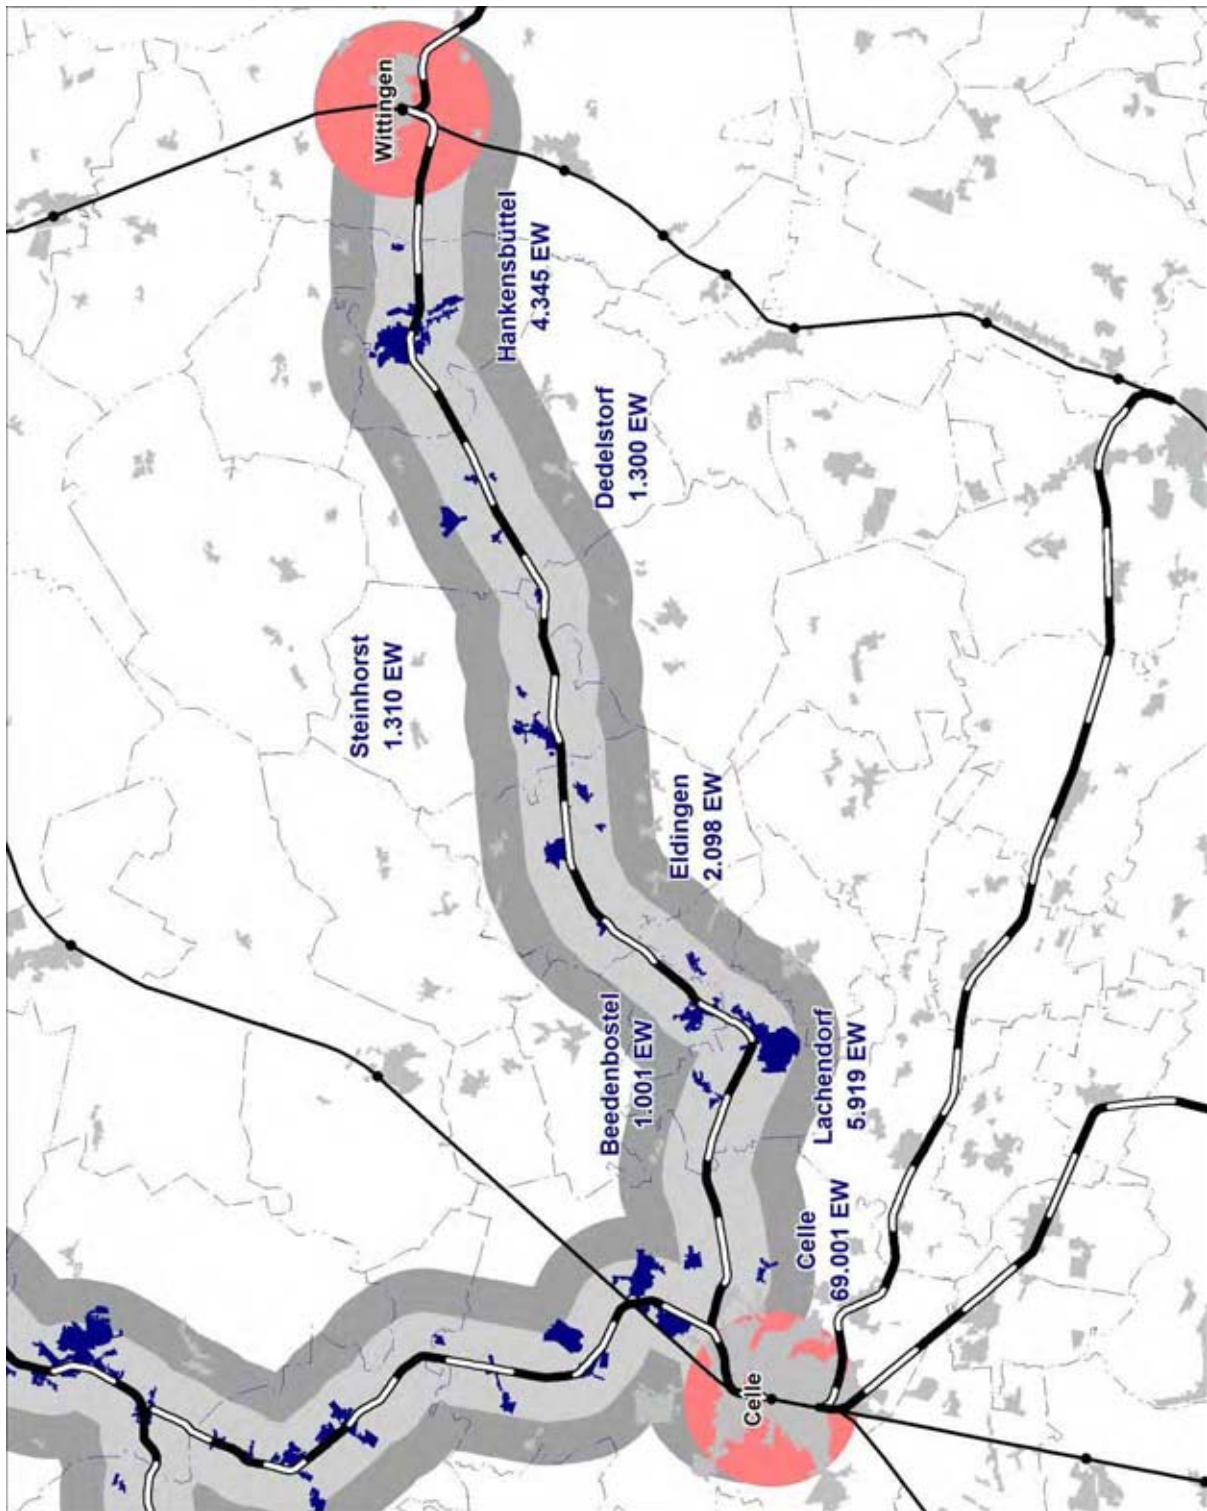 Wittingen
Hankensbüttel
4.345 EW
Dedelstorf
1.300 EW
Steinhorst
1.310 EW
Eldingen
2.098 EW
Beedenbostel
1.001 EW
Lachendorf
5.919 EW
Celle
69.001 EW
Celle